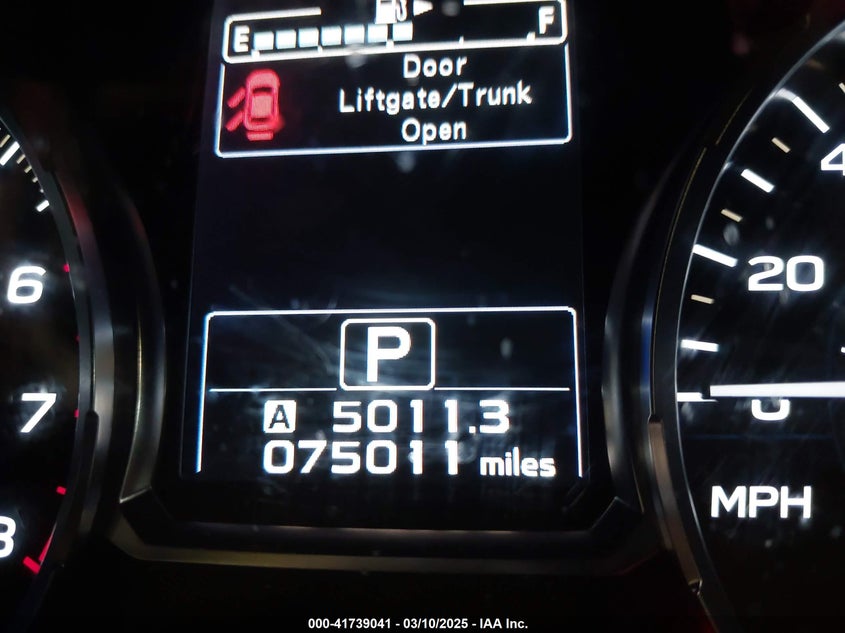 E F
Door
Liftgate/Trunk
Open
P
A 5011.3
075011 miles
6
7
8
4
20
0
MPH
000-41739041 - 03/10/2025 - IAA Inc.